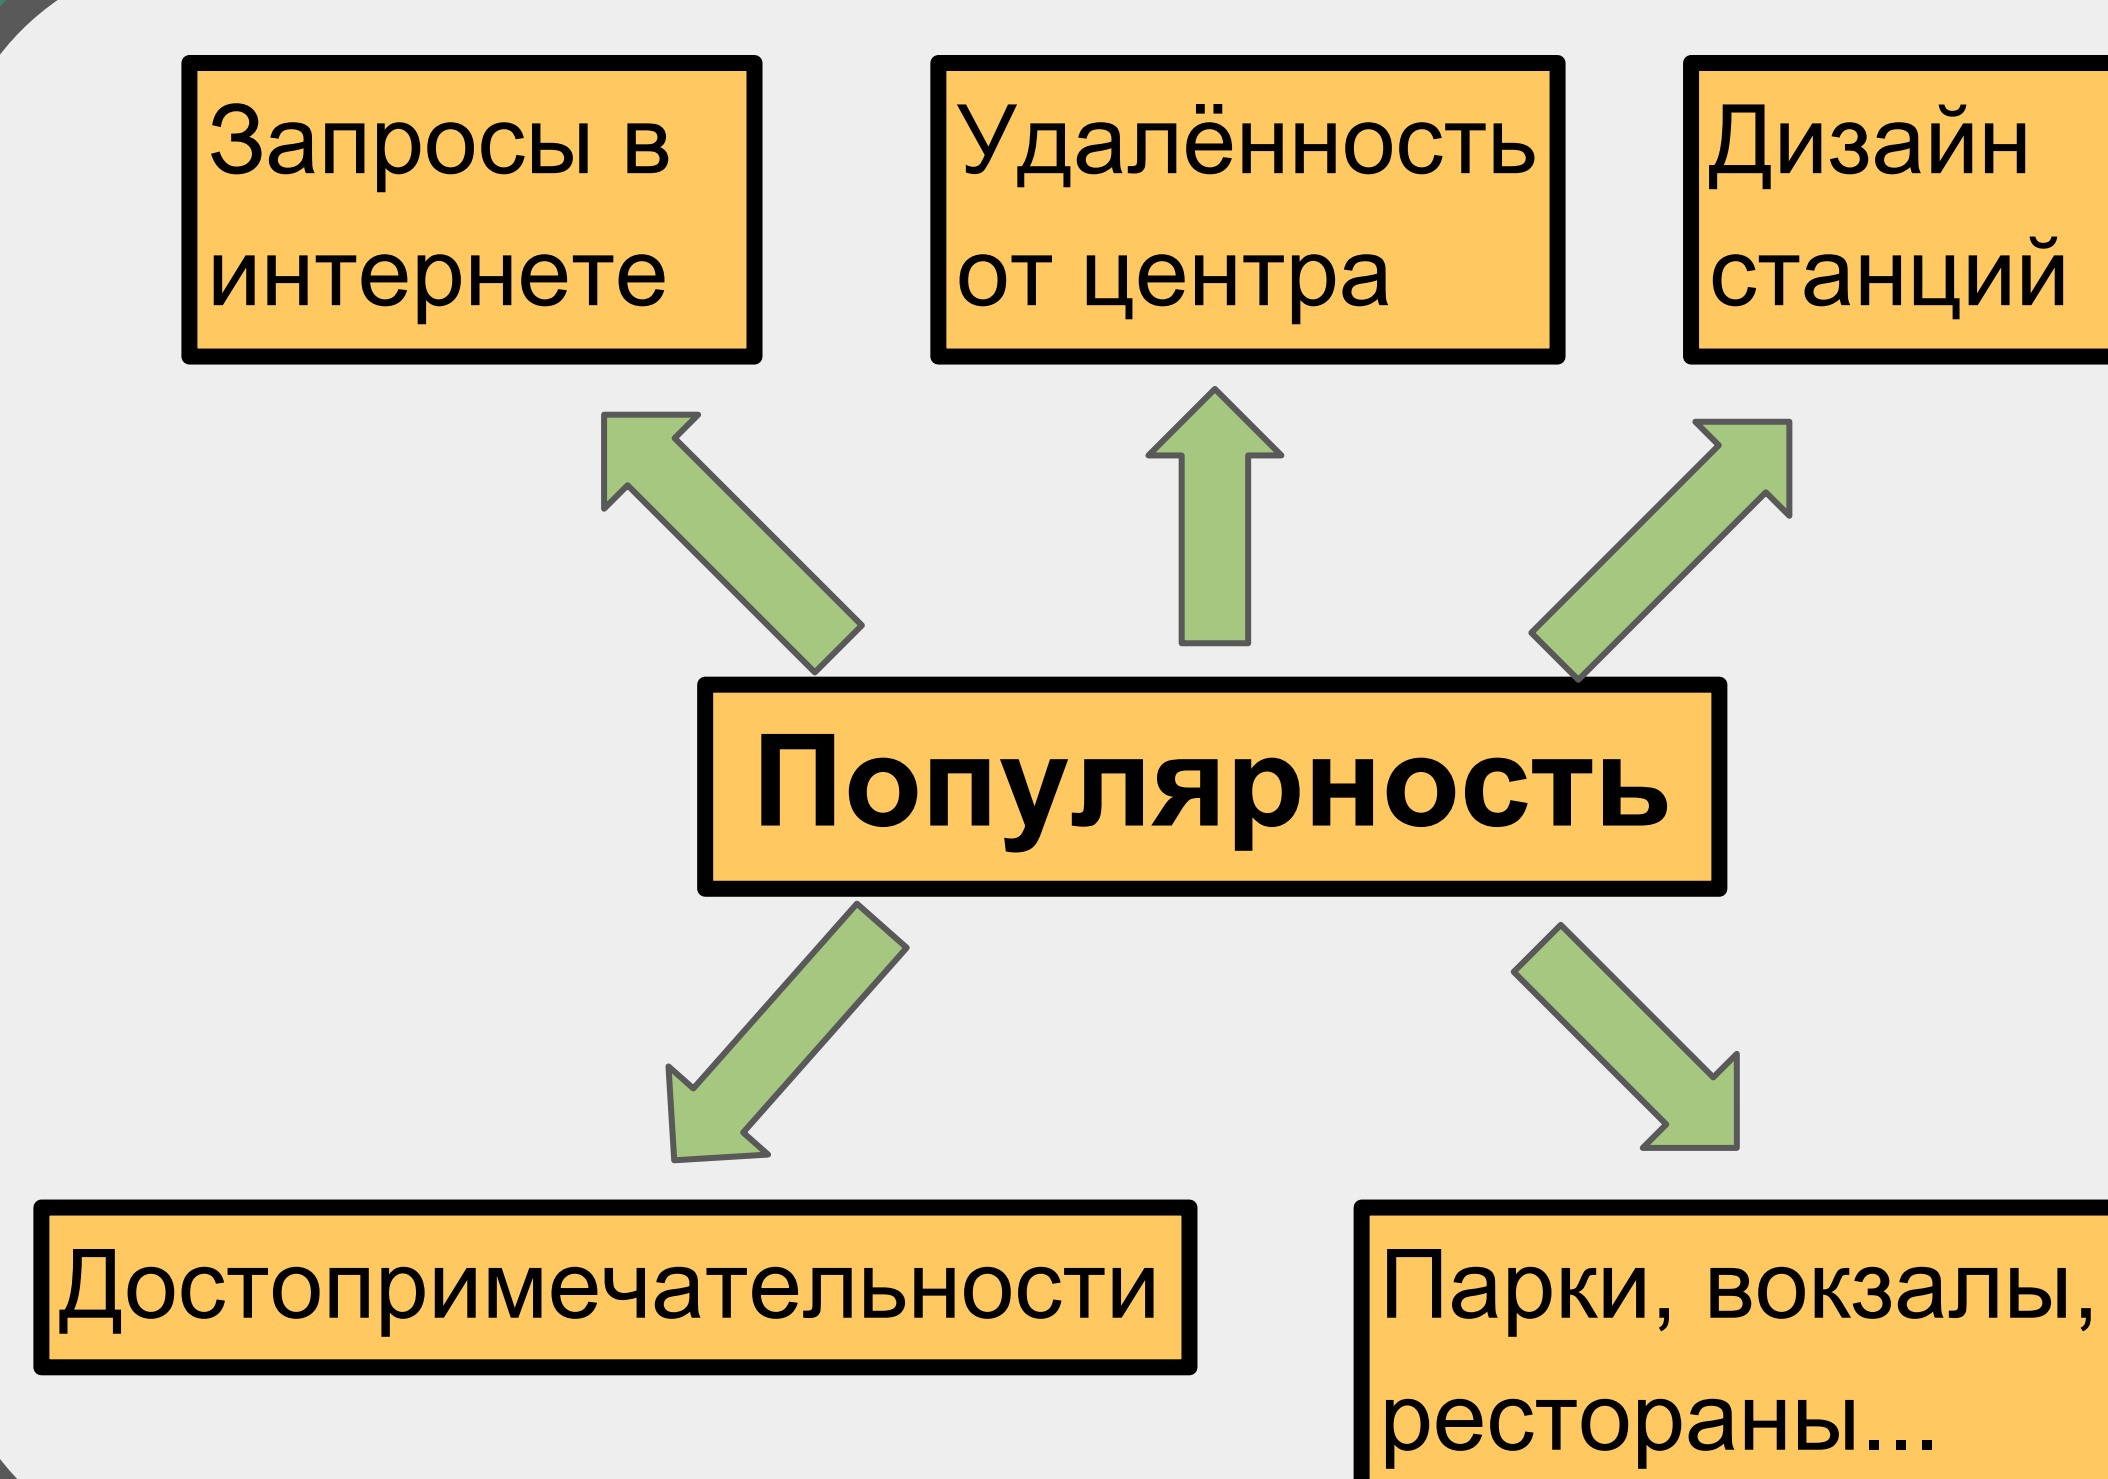 Запросы в
интернете
Удалённость
от центра
Дизайн
станций
Популярность
Достопримечательности
Парки, вокзалы,
рестораны...